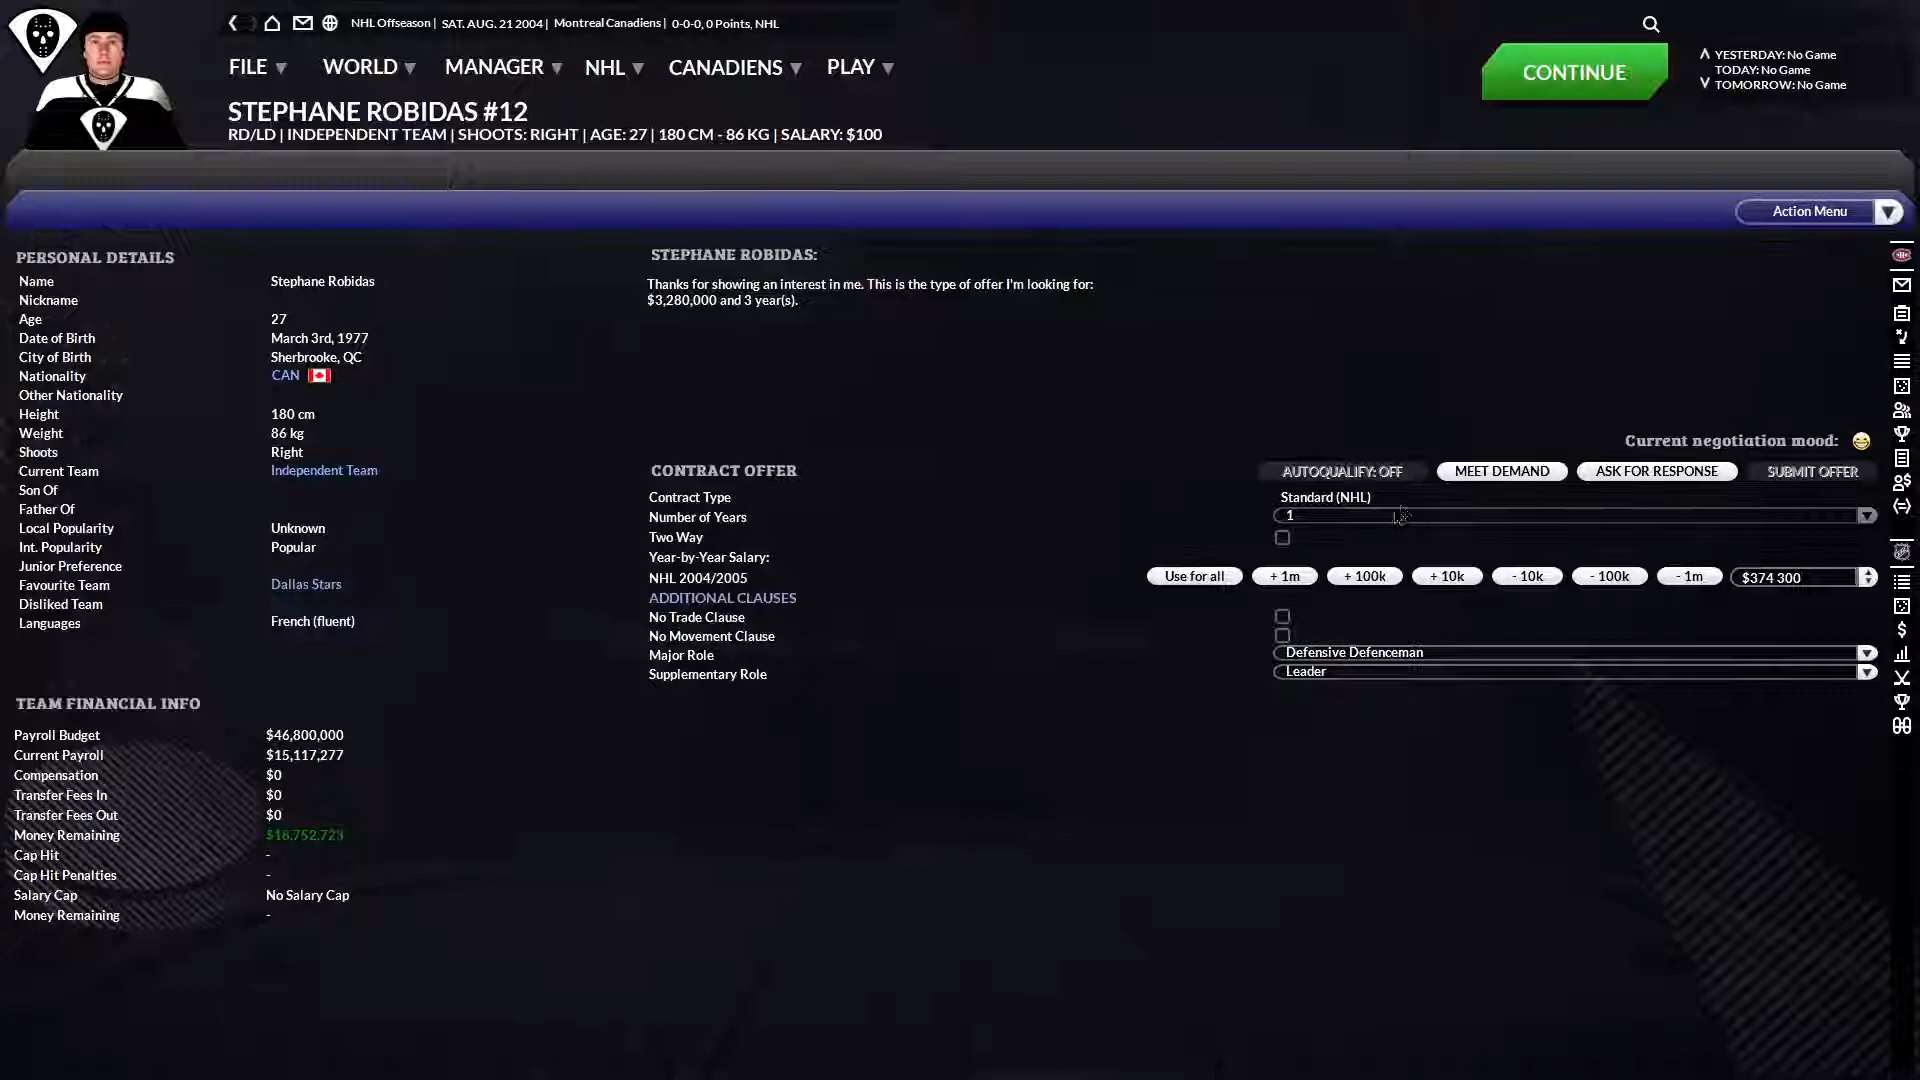 NHL Offseason | SAT. AUG. 21 2004 | Montreal Canadiens | 0-0-0, 0 Points, NHL
FILE WORLD MANAGER NHL CANADIENS PLAY
CONTINUE
YESTERDAY: No Game
TODAY: No Game
TOMORROW: No Game
STEPHANE ROBIDAS #12
RD/LD | INDEPENDENT TEAM | SHOOTS: RIGHT | AGE: 27 | 180 CM - 86 KG | SALARY: $100
Action Menu
PERSONAL DETAILS
Name Stephane Robidas
Nickname
Age 27
Date of Birth March 3rd, 1977
City of Birth Sherbrooke, QC
Nationality CAN
Other Nationality
Height 180 cm
Weight 86 kg
Shoots Right
Current Team Independent Team
Son Of
Father Of
Local Popularity Unknown
Int. Popularity Popular
Junior Preference
Favourite Team Dallas Stars
Disliked Team
Languages French (fluent)
TEAM FINANCIAL INFO
Payroll Budget $46,800,000
Current Payroll $15,117,277
Compensation $0
Transfer Fees In $0
Transfer Fees Out $0
Money Remaining $18,752,723
Cap Hit -
Cap Hit Penalties -
Salary Cap No Salary Cap
Money Remaining -
STEPHANE ROBIDAS:
Thanks for showing an interest in me. This is the type of offer I'm looking for:
$3,280,000 and 3 year(s).
Current negotiation mood:
CONTRACT OFFER
AUTOQUALIFY: OFF MEET DEMAND ASK FOR RESPONSE SUBMIT OFFER
Contract Type Standard (NHL)
Number of Years 1
Two Way
Year-by-Year Salary:
NHL 2004/2005 Use for all + 1m + 100k + 10k - 10k - 100k - 1m $374 300
ADDITIONAL CLAUSES
No Trade Clause
No Movement Clause
Major Role Defensive Defenceman
Supplementary Role Leader